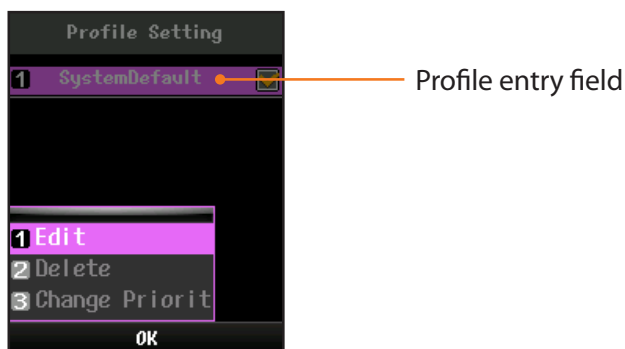 Profile Setting
1 SystemDefault
Profile entry field
1 Edit
2 Delete
3 Change Priorit
OK